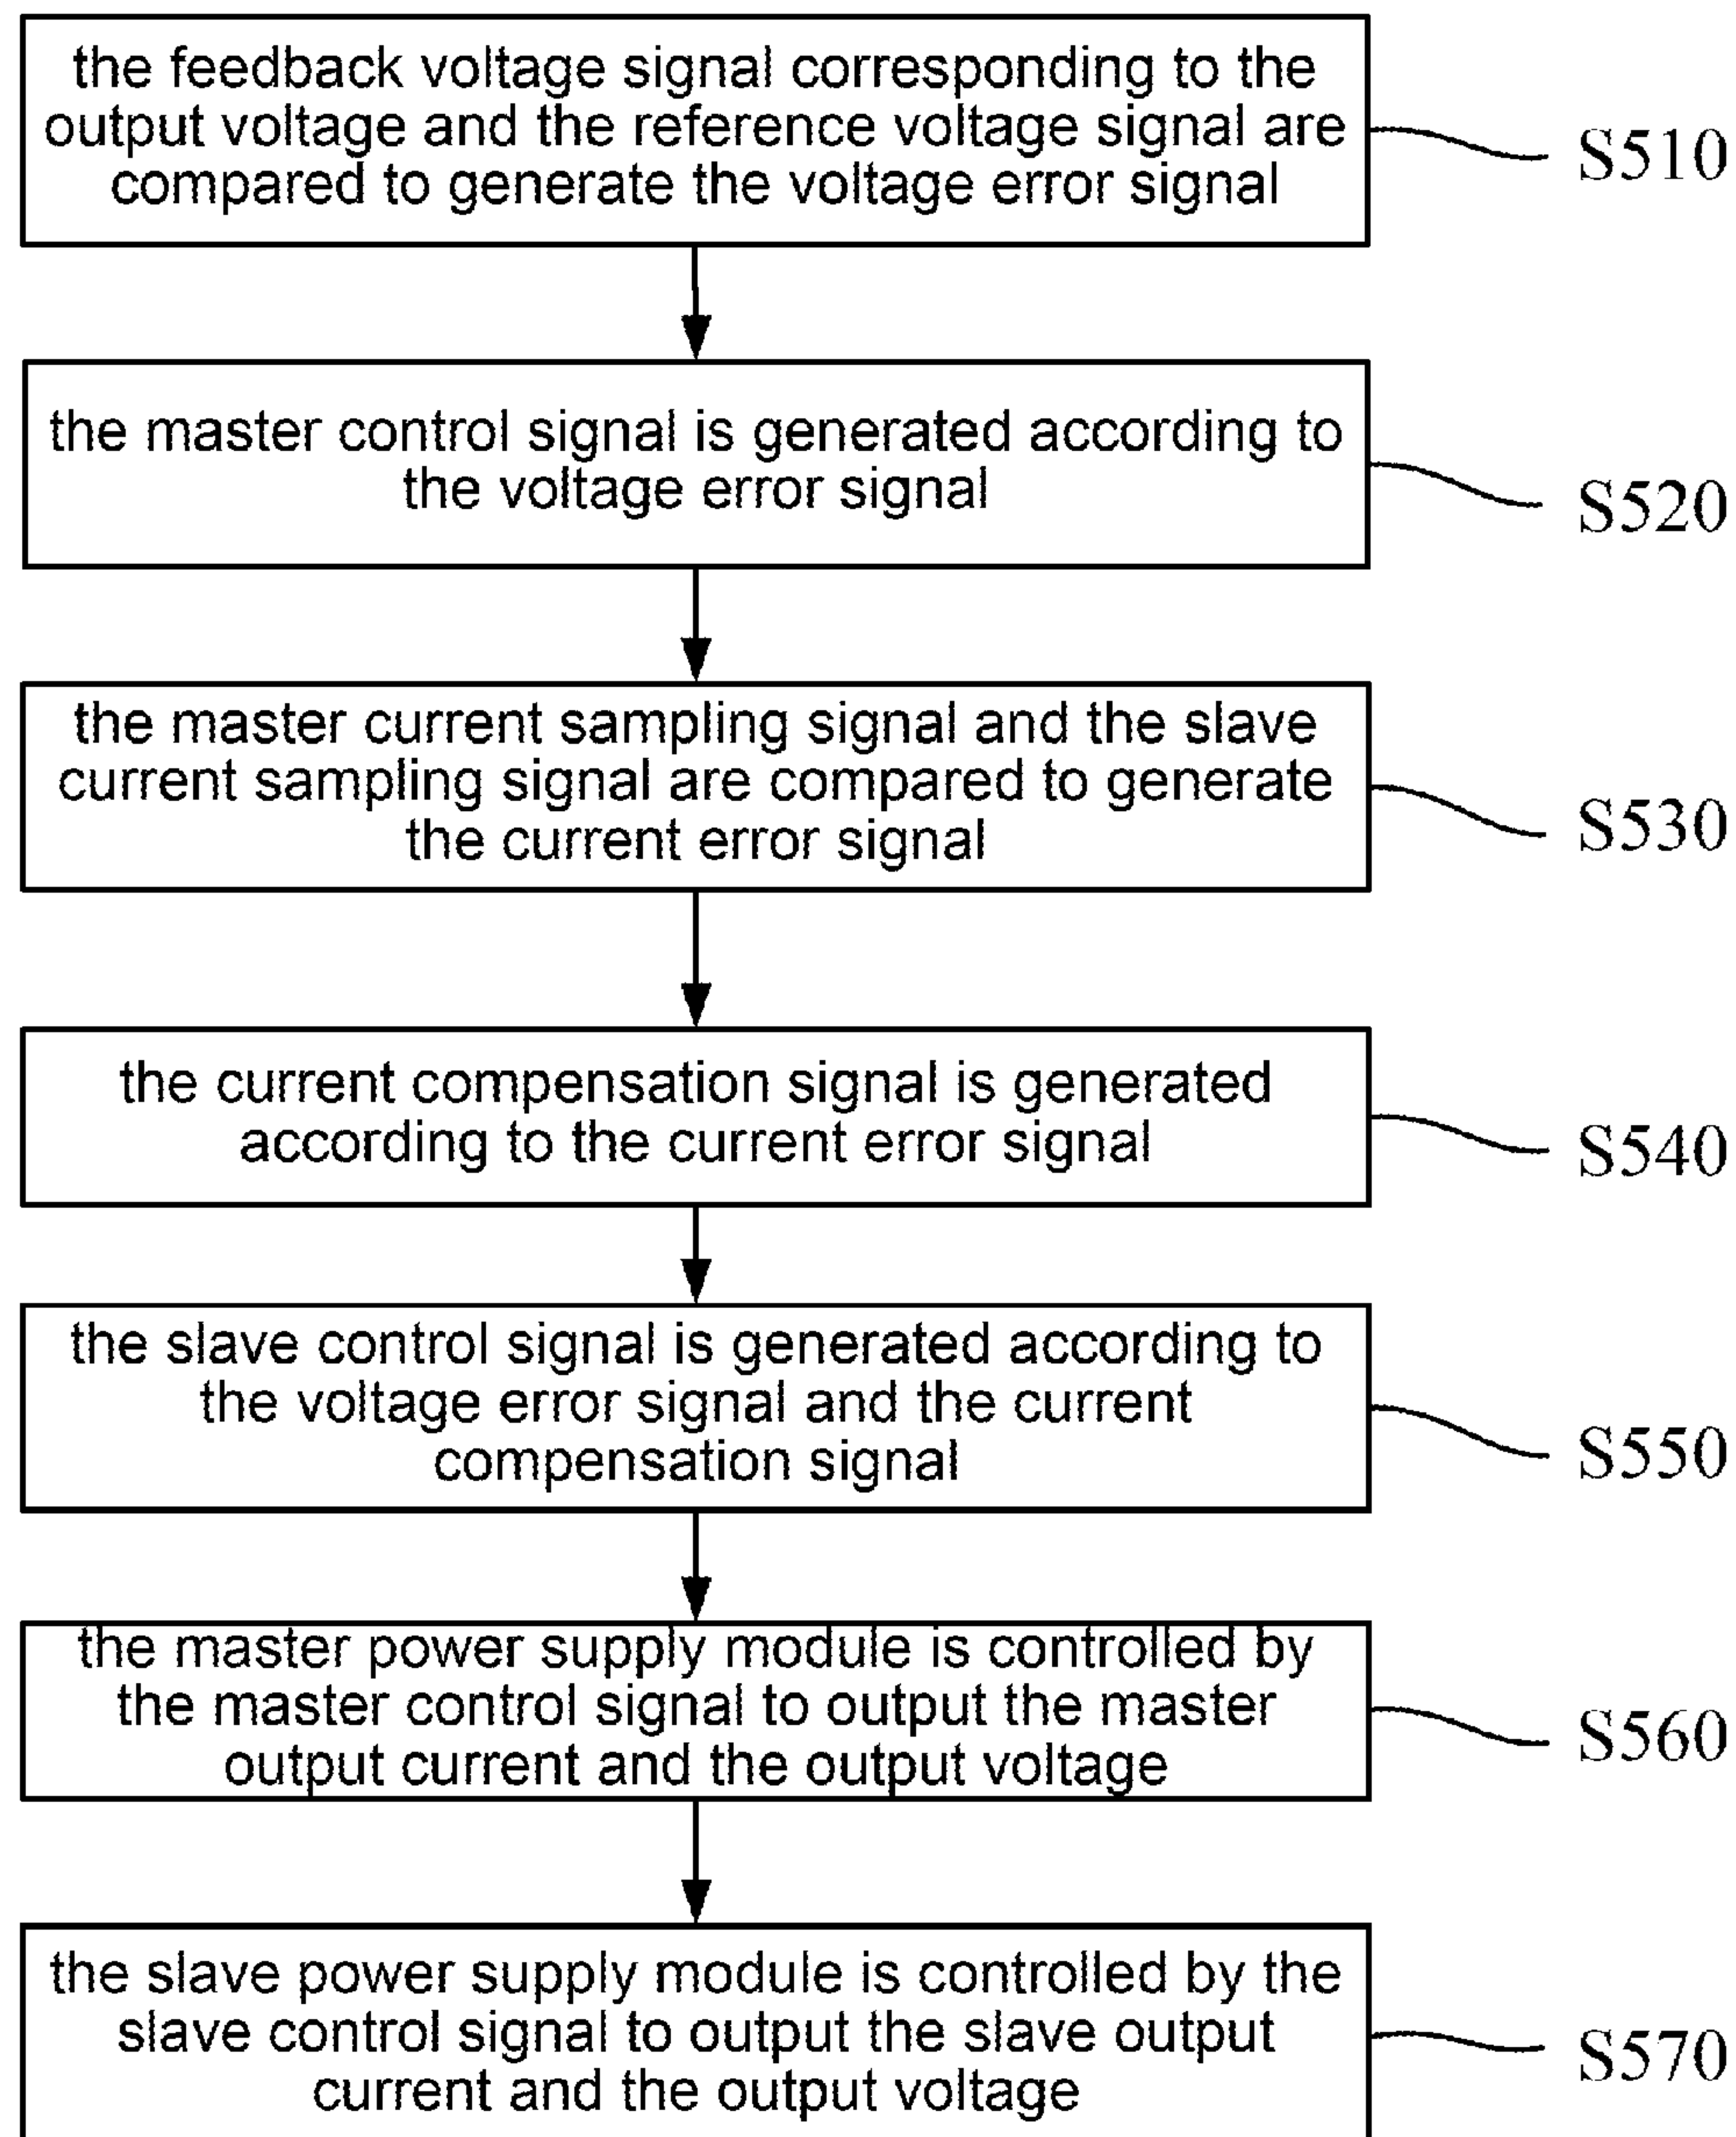 the feedback voltage signal corresponding to the
output voltage and the reference voltage signal are
compared to generate the voltage error signal
S510
the master control signal is generated according to
the voltage error signal
S520
the master current sampling signal and the slave
current sampling signal are compared to generate
the current error signal
S530
the current compensation signal is generated
according to the current error signal
S540
the slave control signal is generated according to
the voltage error signal and the current
compensation signal
S550
the master power supply module is controlled by
the master control signal to output the master
output current and the output voltage
S560
the slave power supply module is controlled by the
slave control signal to output the slave output
current and the output voltage
S570